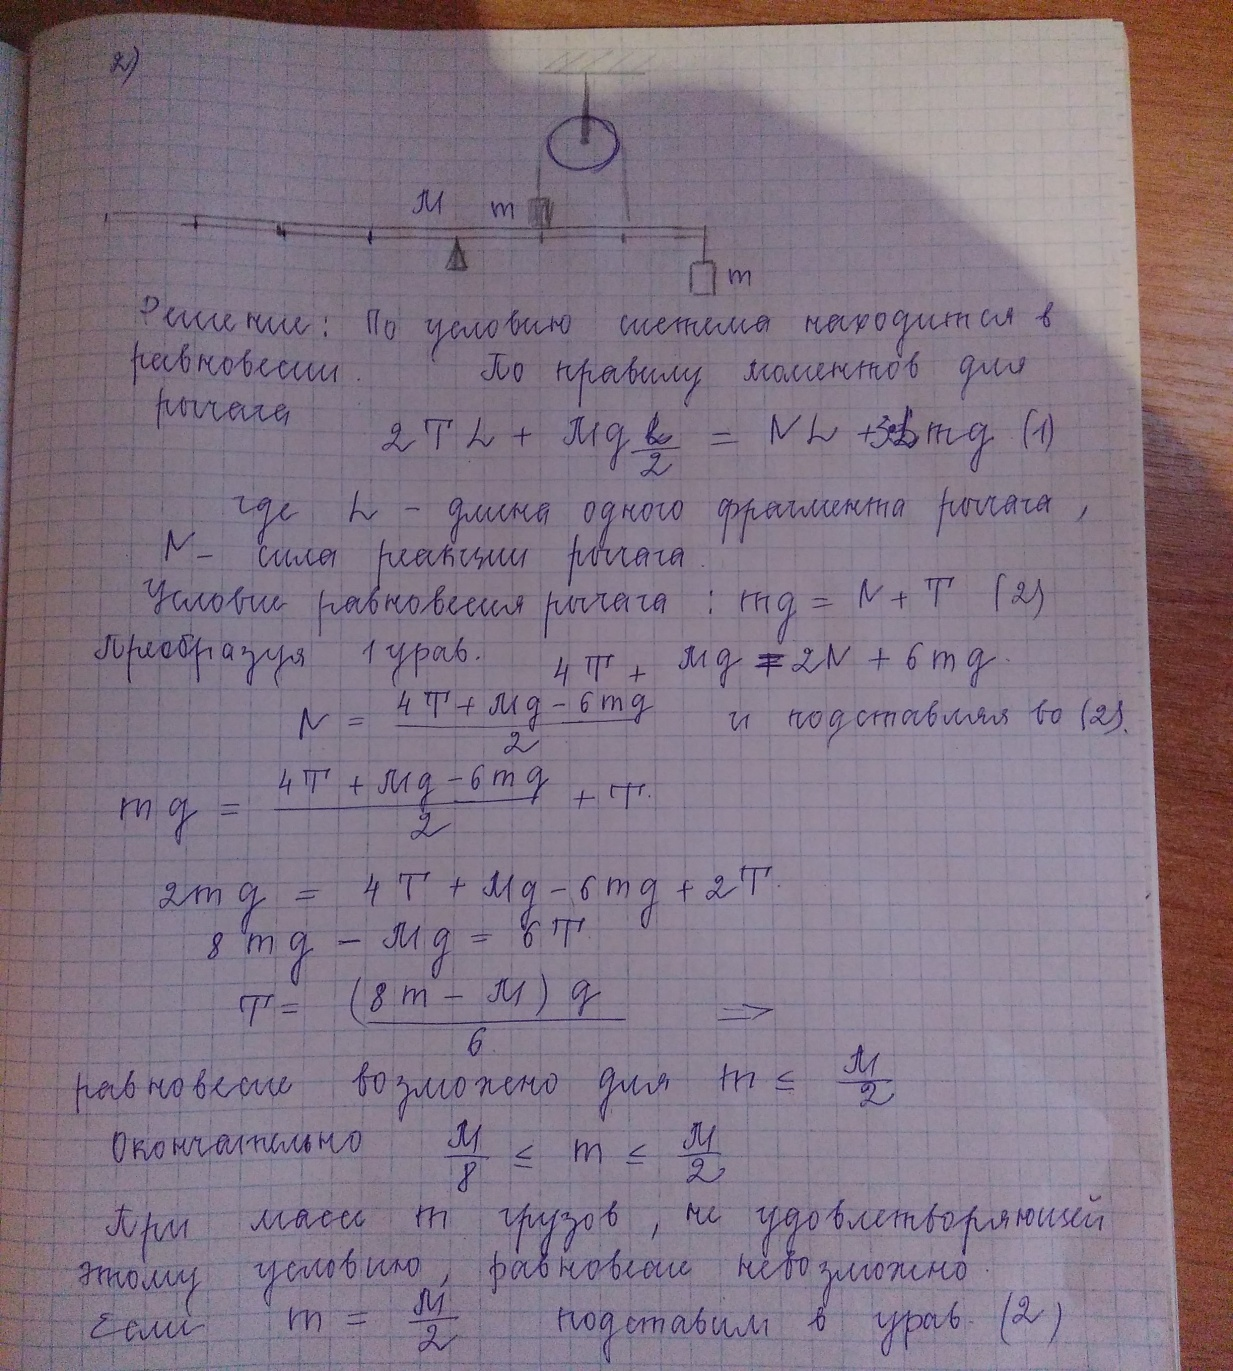 2)
M m
m
Решение: По условию система находится в
равновесии. По правилу моментов для
рычага
2TL + Mg L/2 = NL + 3L mg (1)
где L - длина одного фрагмента рычага,
N - сила реакции рычага.
Условие равновесия рычага: mg = N + T (2)
Преобразуя 1 урав. 4T + Mg = 2N + 6mg.
N = (4T + Mg - 6mg)/2 и подставляя во (2).
mg = (4T + Mg - 6mg)/2 + T.
2mg = 4T + Mg - 6mg + 2T.
8mg - Mg = 6T
T = (8m - M)g/6 =>
равновесие возможно для m ≤ M/2
Окончательно M/8 ≤ m ≤ M/2
При массе m грузов, не удовлетворяющей
этому условию, равновесие невозможно.
Если m = M/2 подставим в урав. (2)